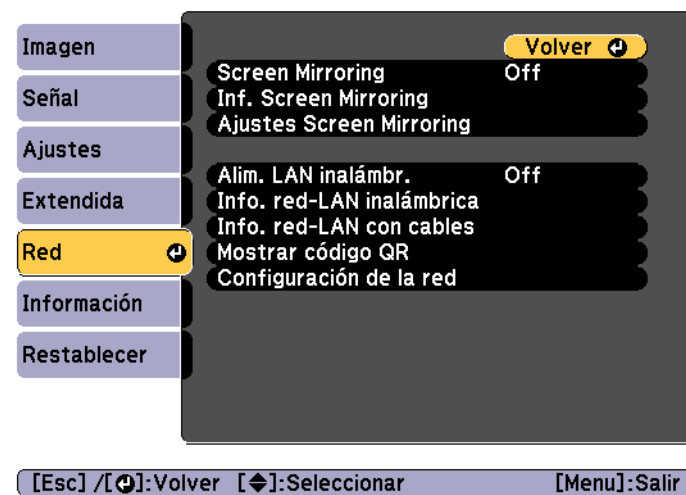 Imagen
Señal
Ajustes
Extendida
Red
Información
Restablecer
Volver
Screen Mirroring Off
Inf. Screen Mirroring
Ajustes Screen Mirroring
Alim. LAN inalámbr. Off
Info. red-LAN inalámbrica
Info. red-LAN con cables
Mostrar código QR
Configuración de la red
[Esc] /[ ]:Volver [ ]:Seleccionar [Menu]:Salir